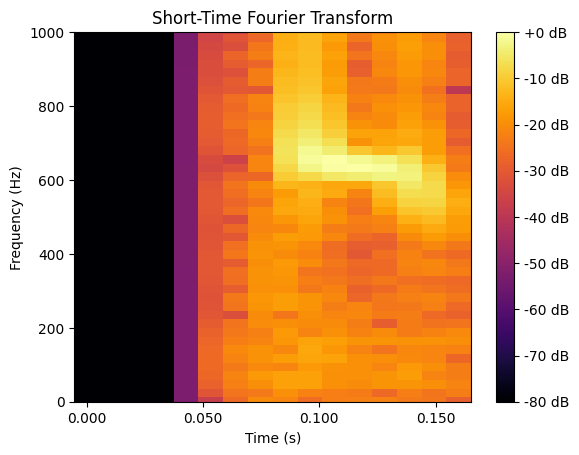 Short-Time Fourier Transform
1000
800
600
400
200
0
Frequency (Hz)
0.000
0.050
0.100
0.150
Time (s)
+0 dB
-10 dB
-20 dB
-30 dB
-40 dB
-50 dB
-60 dB
-70 dB
-80 dB